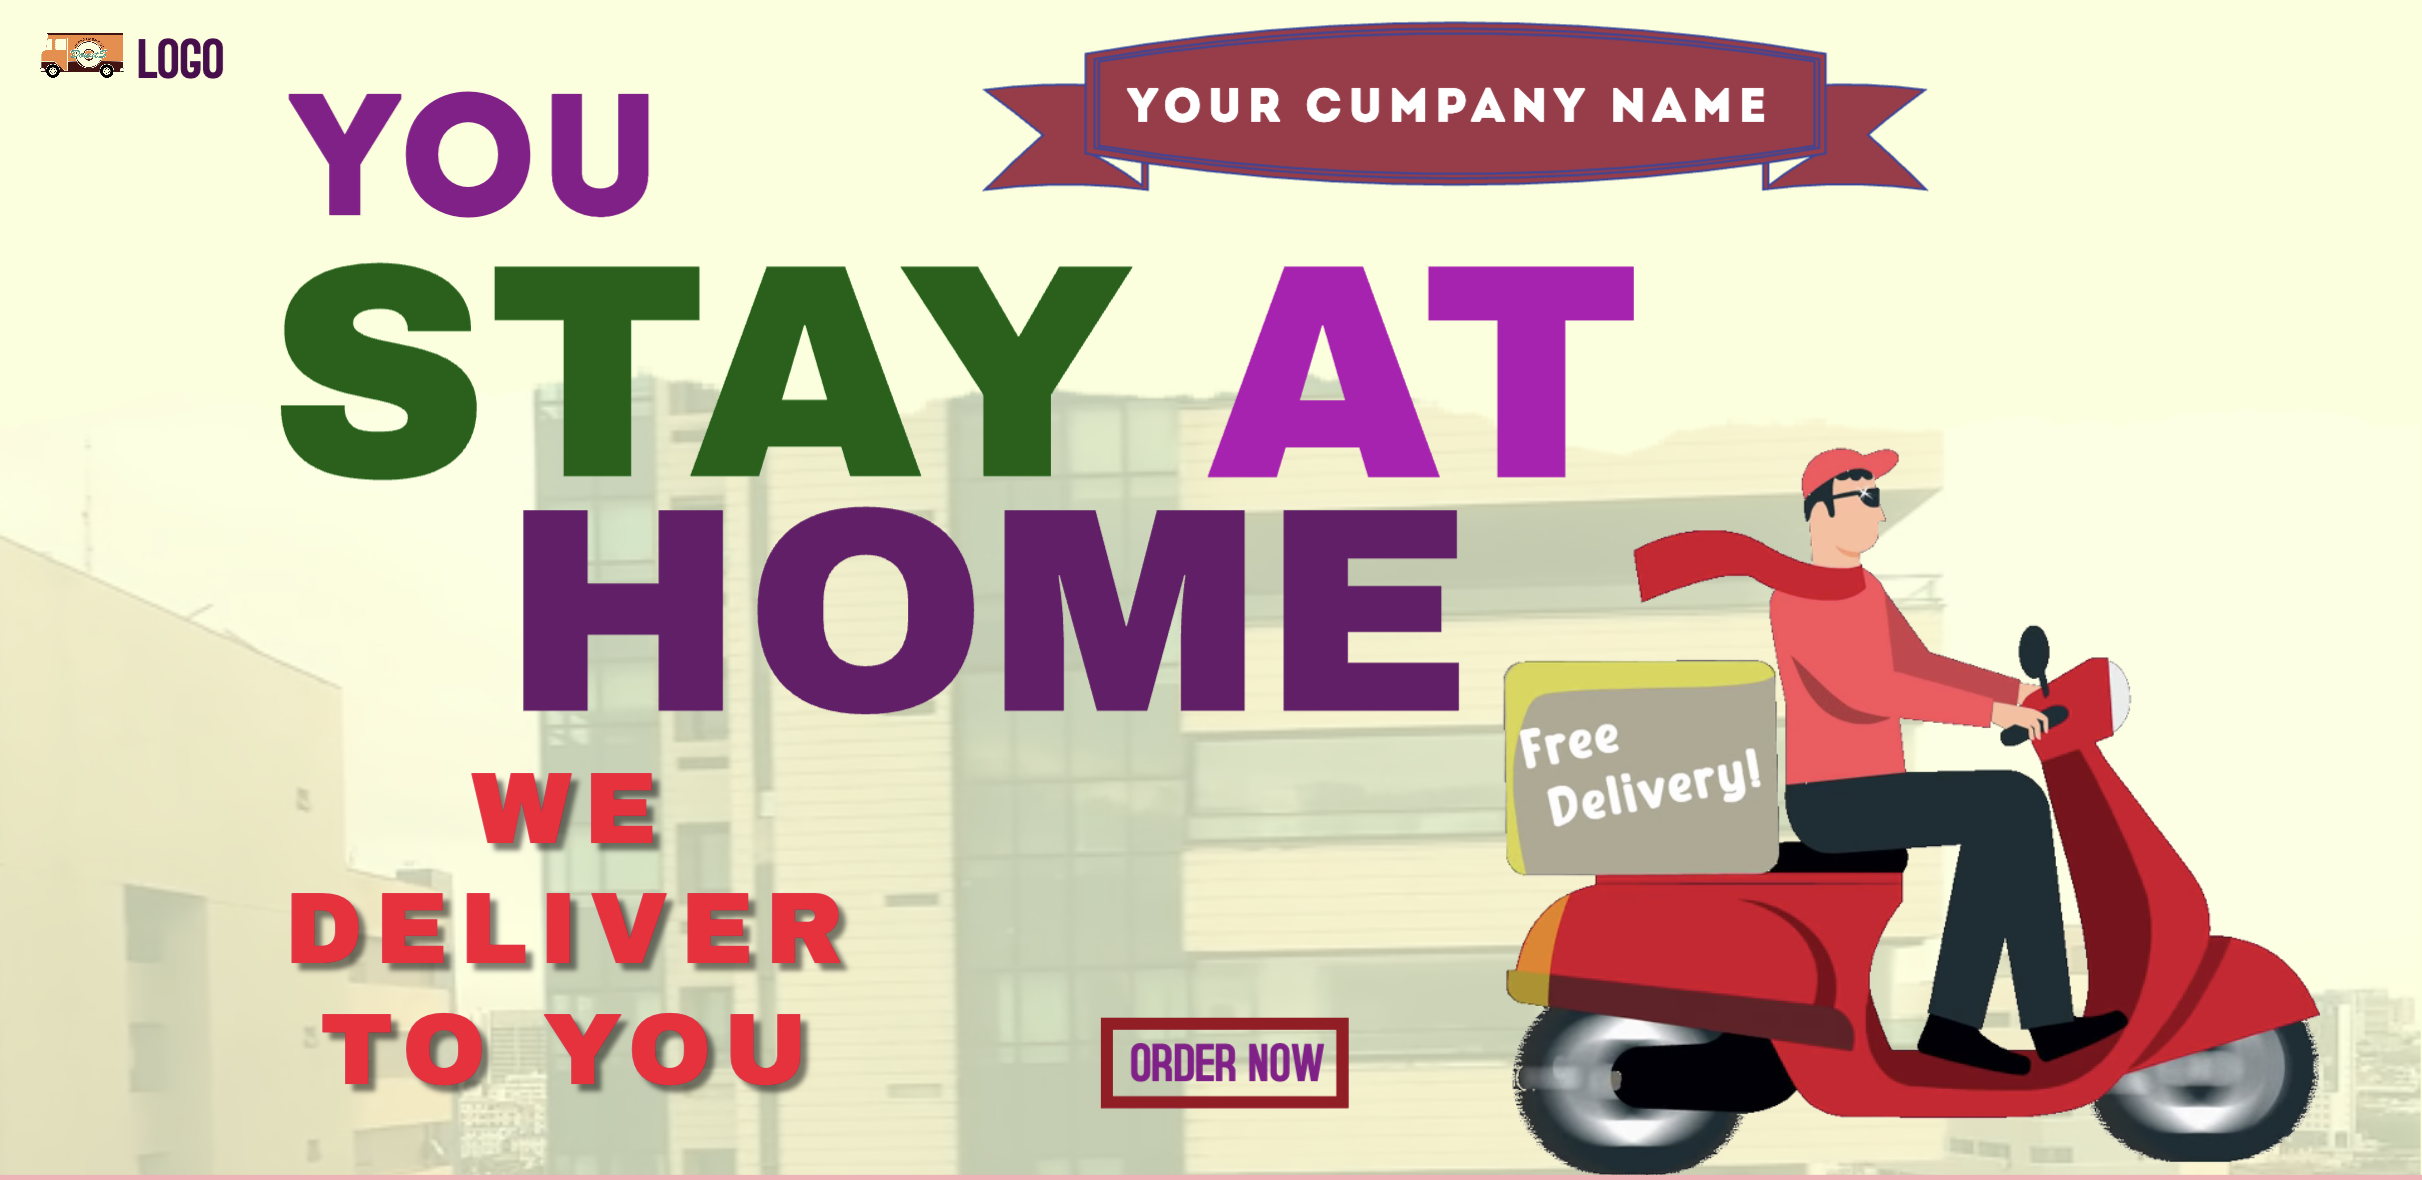 LOGO
YOUR CUMPANY NAME
YOU
STAY AT
HOME
Free
Delivery!
WE
DELIVER
TO YOU
ORDER NOW